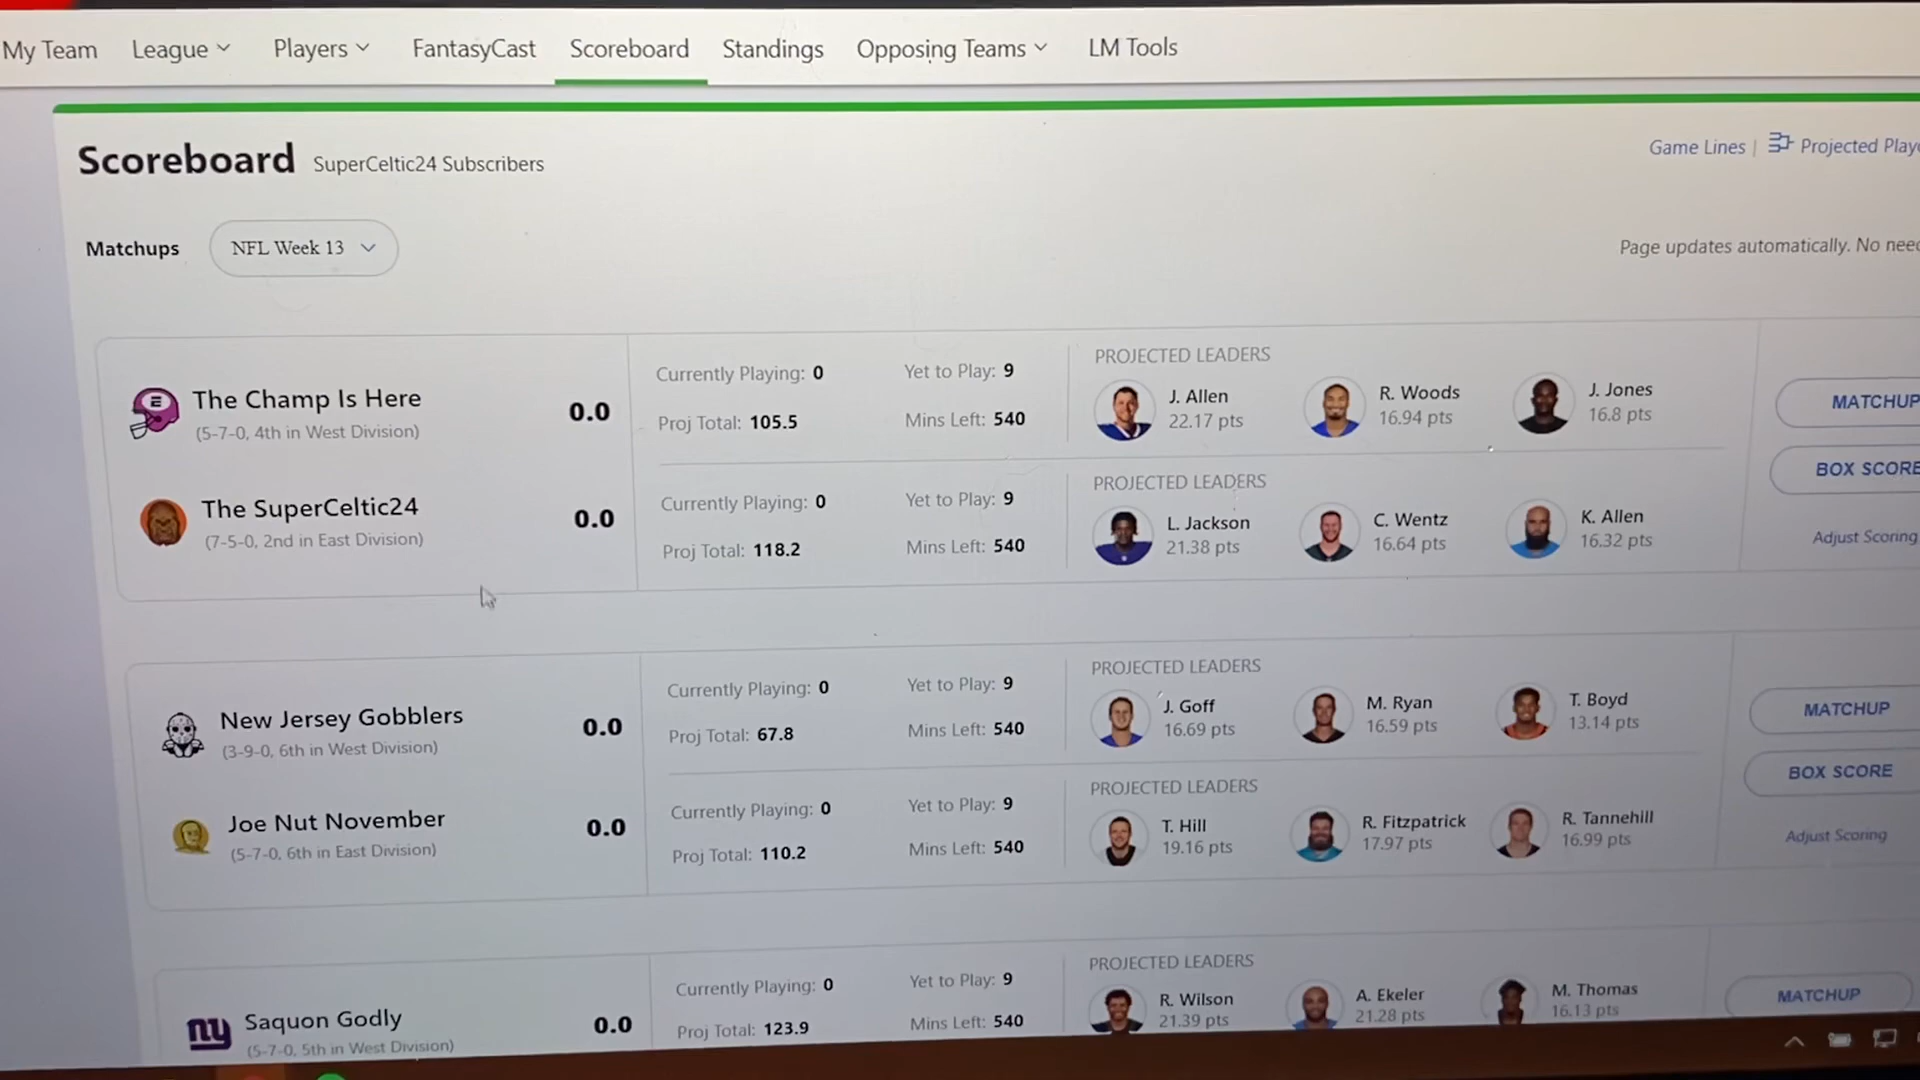 My Team League Players FantasyCast Scoreboard Standings Opposing Teams LM Tools
Scoreboard SuperCeltic24 Subscribers
Game Lines | Projected
Matchups NFL Week 13
Page updates automatically. No
The Champ Is Here 0.0
(5-7-0, 4th in West Division)
Currently Playing: 0 Yet to Play: 9
Proj Total: 105.5 Mins Left: 540
PROJECTED LEADERS
J. Allen 22.17 pts
R. Woods 16.94 pts
J. Jones 16.8 pts
MATCHUP
The SuperCeltic24 0.0
(7-5-0, 2nd in East Division)
Currently Playing: 0 Yet to Play: 9
Proj Total: 118.2 Mins Left: 540
PROJECTED LEADERS
L. Jackson 21.38 pts
C. Wentz 16.64 pts
K. Allen 16.32 pts
BOX SCORE
Adjust Scoring
New Jersey Gobblers 0.0
(3-9-0, 6th in West Division)
Currently Playing: 0 Yet to Play: 9
Proj Total: 67.8 Mins Left: 540
PROJECTED LEADERS
J. Goff 16.69 pts
M. Ryan 16.59 pts
T. Boyd 13.14 pts
MATCHUP
Joe Nut November 0.0
(5-7-0, 6th in East Division)
Currently Playing: 0 Yet to Play: 9
Proj Total: 110.2 Mins Left: 540
PROJECTED LEADERS
T. Hill 19.16 pts
R. Fitzpatrick 17.97 pts
R. Tannehill 16.99 pts
BOX SCORE
Adjust Scoring
ny
Saquon Godly 0.0
(5-7-0, 5th in West Division)
Currently Playing: 0 Yet to Play: 9
Proj Total: 123.9 Mins Left: 540
PROJECTED LEADERS
R. Wilson 21.39 pts
A. Ekeler 21.28 pts
M. Thomas 16.13 pts
MATCHUP